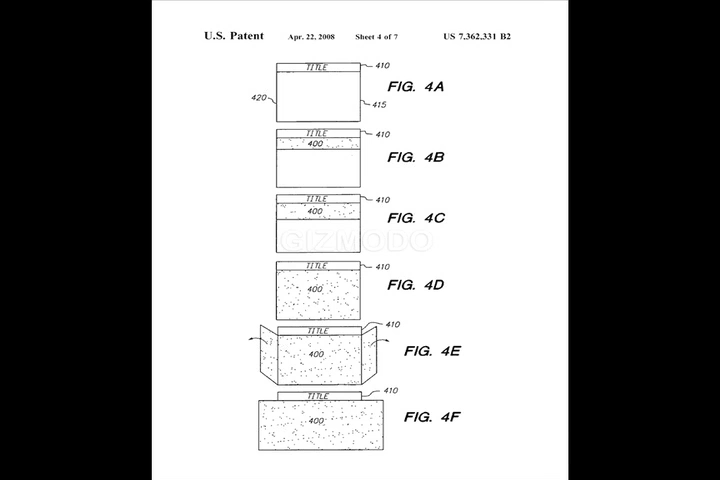 U.S. Patent Apr. 22, 2008 Sheet 4 of 7 US 7,362,331 B2
TITLE 410
FIG. 4A
420 415
TITLE 410
400
FIG. 4B
TITLE 410
400
FIG. 4C
GIZMODO
TITLE 410
400
FIG. 4D
TITLE 410
400
FIG. 4E
TITLE 410
400
FIG. 4F